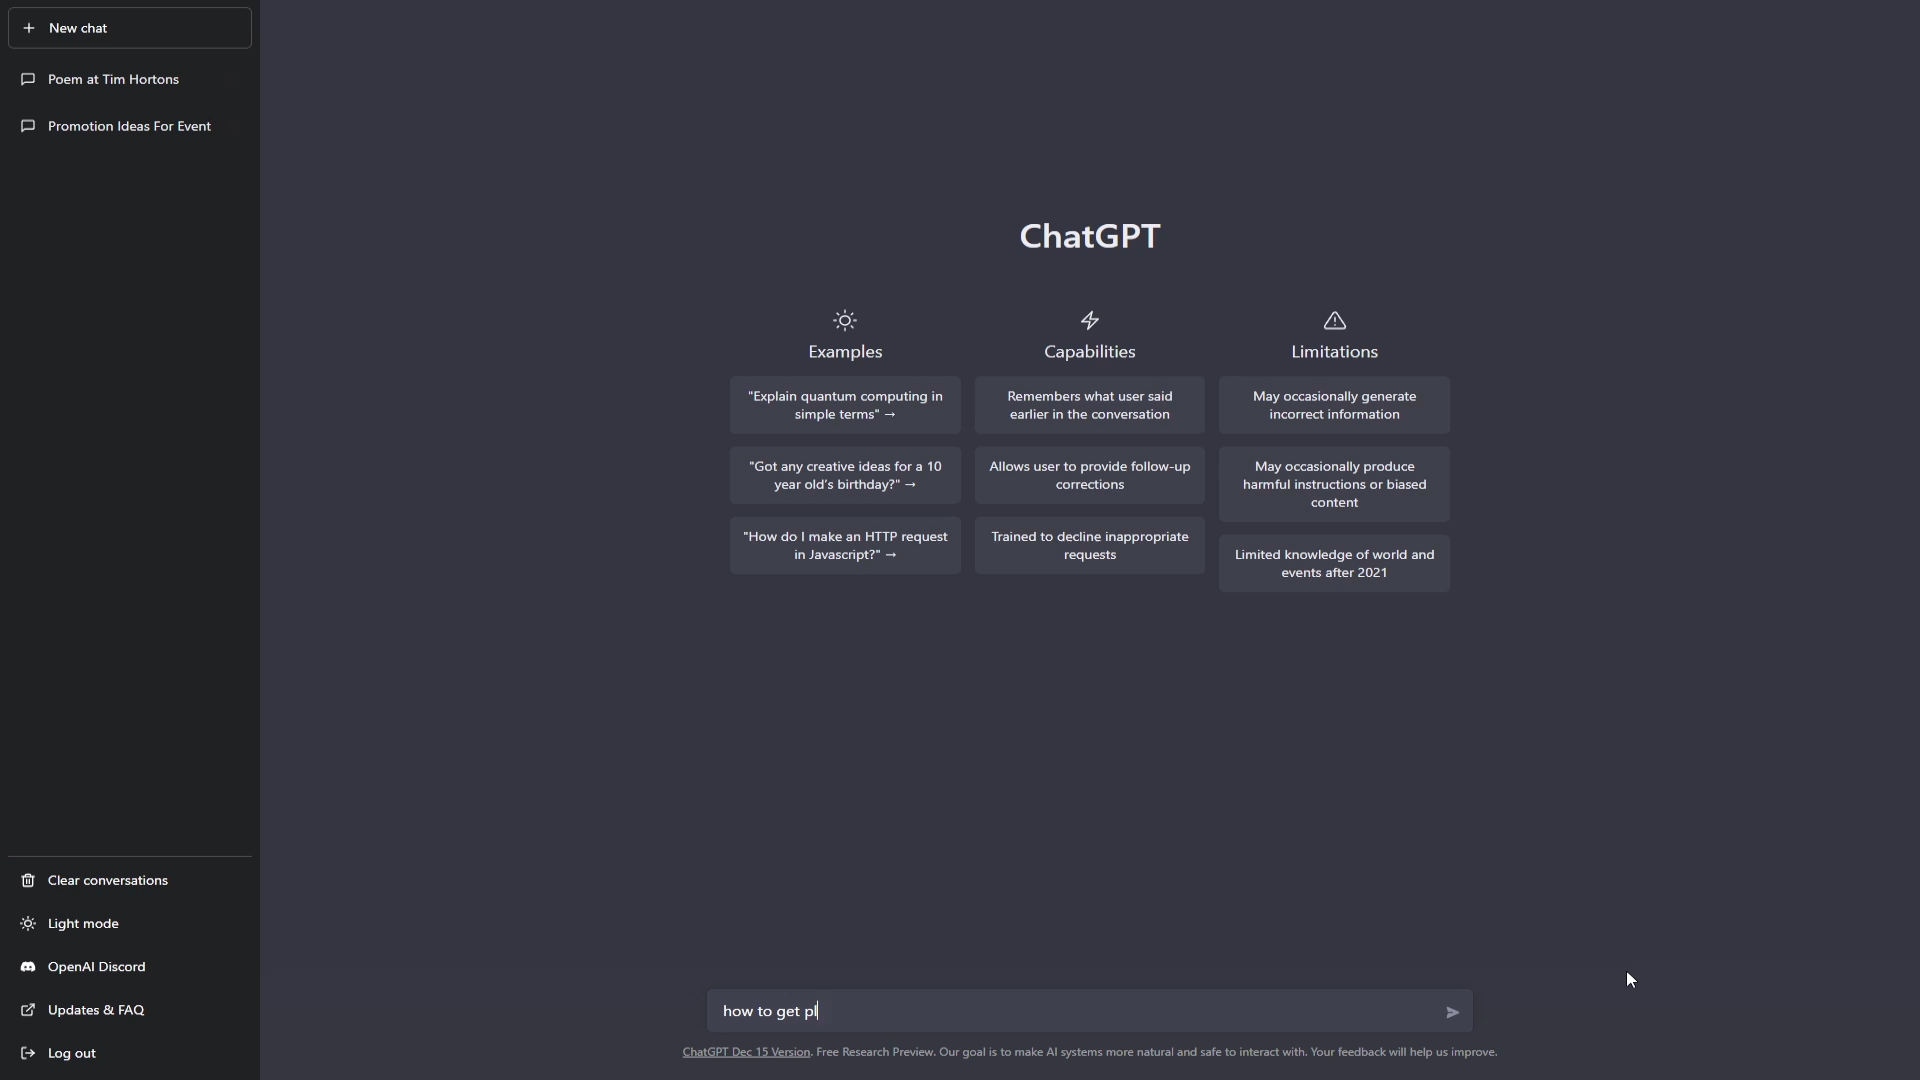 New chat
Poem at Tim Hortons
Promotion Ideas For Event
Clear conversations
Light mode
OpenAI Discord
Updates & FAQ
Log out
ChatGPT
Examples
"Explain quantum computing in
simple terms" →
"Got any creative ideas for a 10
year old's birthday?" →
"How do I make an HTTP request
in Javascript?" →
Capabilities
Remembers what user said
earlier in the conversation
Allows user to provide follow-up
corrections
Trained to decline inappropriate
requests
Limitations
May occasionally generate
incorrect information
May occasionally produce
harmful instructions or biased
content
Limited knowledge of world and
events after 2021
how to get pl
ChatGPT Dec 15 Version. Free Research Preview. Our goal is to make AI systems more natural and safe to interact with. Your feedback will help us improve.